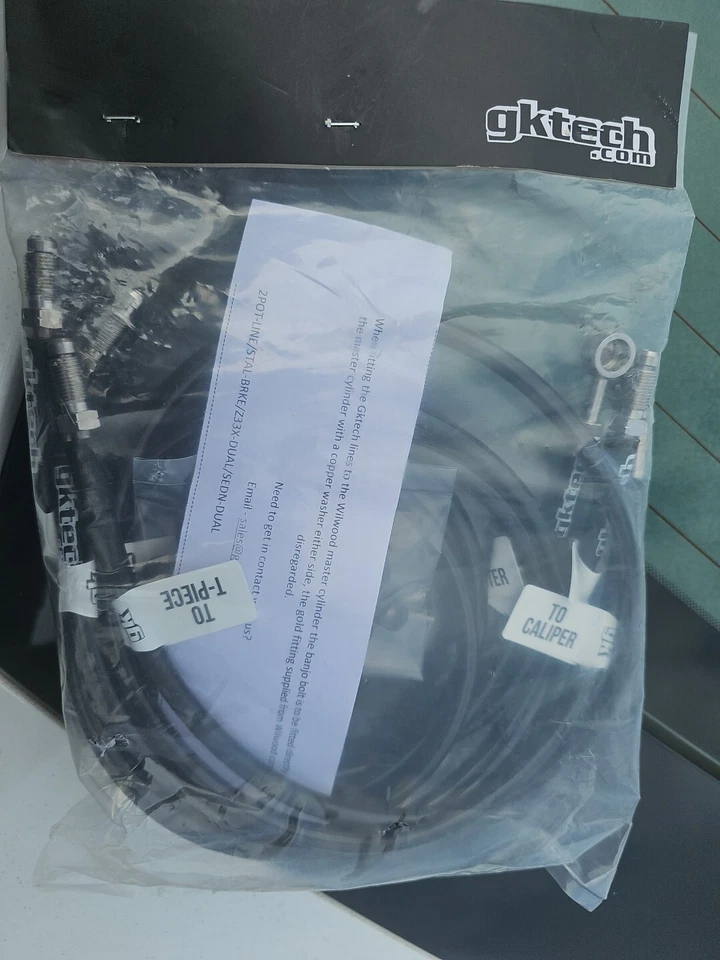 gktech
.com
When fitting the Gktech lines to the Wilwood master cylinder the banjo bolt is to be fitted directly
the master cylinder with a copper washer either side, the gold fitting supplied from Wilwood
disregarded.
Need to get in contact us?
Email - sales@g
2POT-LINE/STAL-BRKE/Z33X-DUAL/SEDN-DUAL
TO
T-PIECE
TO
CALIPER
gktech
gktech